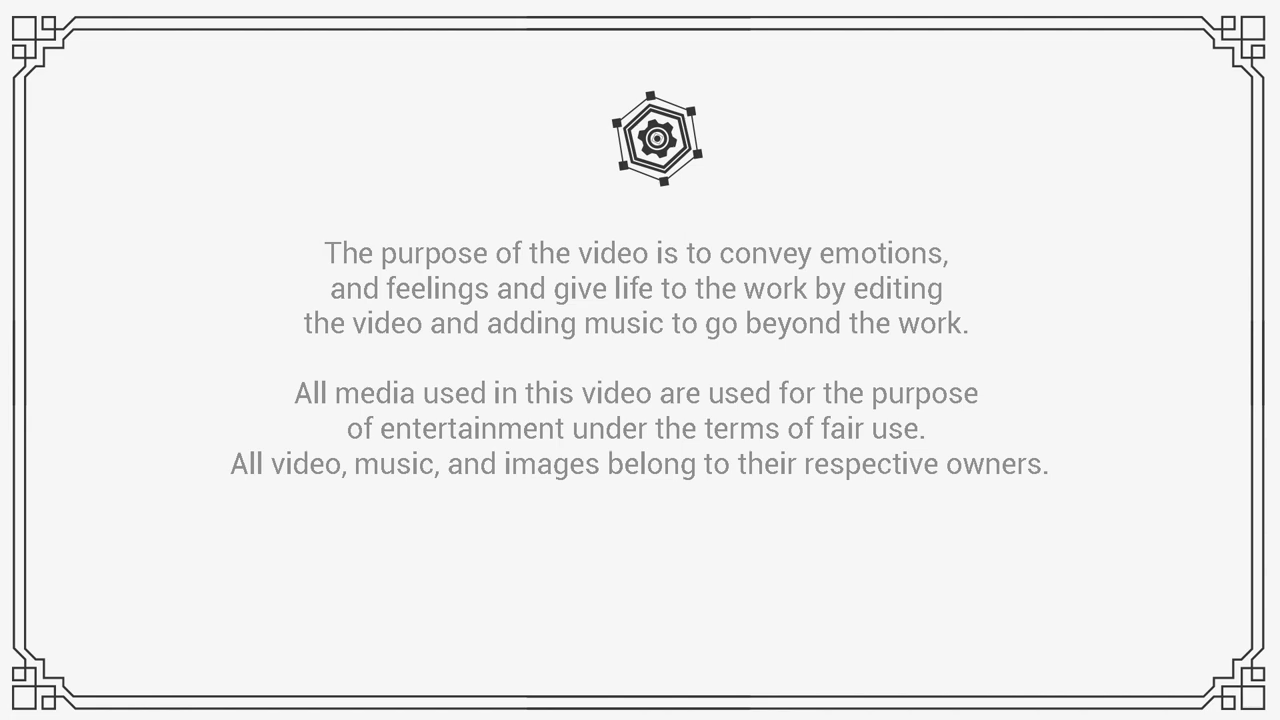 The purpose of the video is to convey emotions,
and feelings and give life to the work by editing
the video and adding music to go beyond the work.
All media used in this video are used for the purpose
of entertainment under the terms of fair use.
All video, music, and images belong to their respective owners.